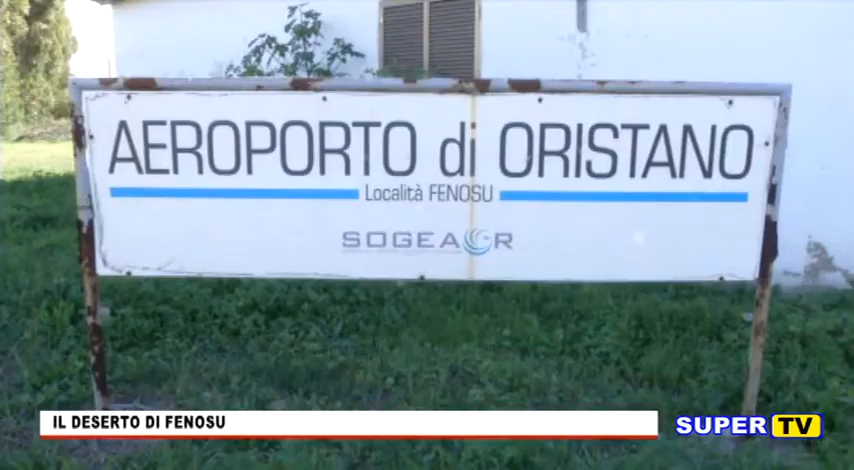 AEROPORTO di ORISTANO
Località FENOSU
SOGEAOR
IL DESERTO DI FENOSU
SUPER TV